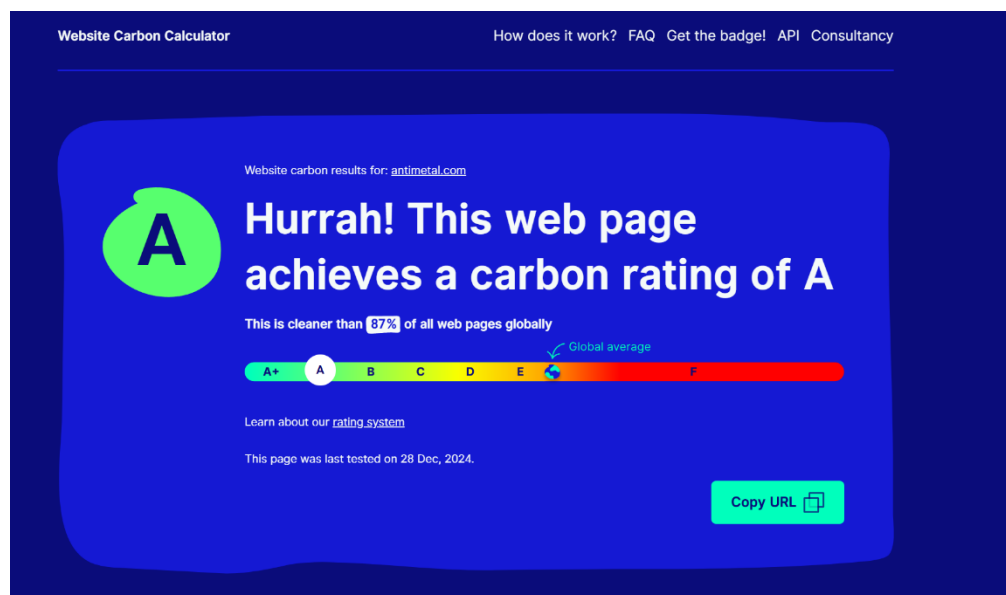 Website Carbon Calculator
How does it work? FAQ Get the badge! API Consultancy
Website carbon results for: antimetal.com
A
Hurrah! This web page
achieves a carbon rating of A
This is cleaner than 87% of all web pages globally
Global average
A+ A B C D E F
Learn about our rating system
This page was last tested on 28 Dec, 2024.
Copy URL